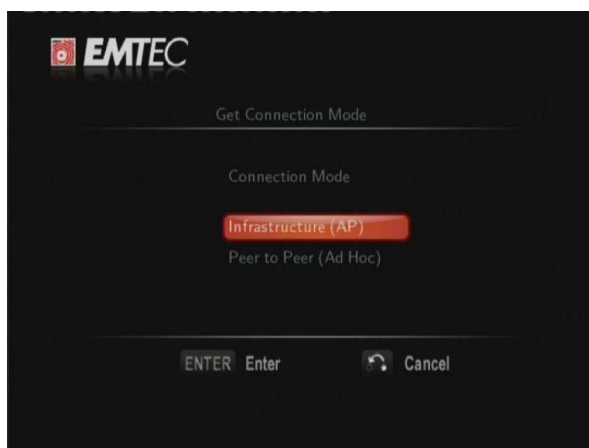 EMTEC
Get Connection Mode
Connection Mode
Infrastructure (AP)
Peer to Peer (Ad Hoc)
ENTER Enter Cancel